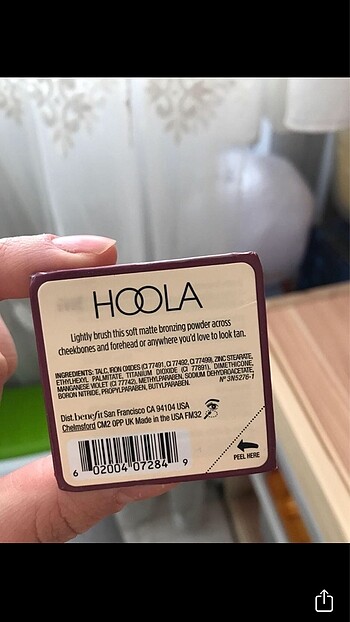 HOOLA
Lightly brush this soft matte bronzing powder across
cheekbones and forehead or anywhere you'd love to look tan.
INGREDIENTS: TALC, IRON OXIDES (CI 77491, CI 77492, CI 77499), ZINC STEARATE,
ETHYLHEXYL PALMITATE, TITANIUM DIOXIDE (CI 77891), DIMETHICONE,
MANGANESE VIOLET (CI 77742), METHYLPARABEN, SODIUM DEHYDROACETATE,
BORON NITRIDE, PROPYLPARABEN, BUTYLPARABEN. N° 3N5276-1
Dist. benefit San Francisco CA 94104 USA
Chelmsford CM2 0PP UK Made in the USA FM32
PEEL HERE
6 02004 07284 9